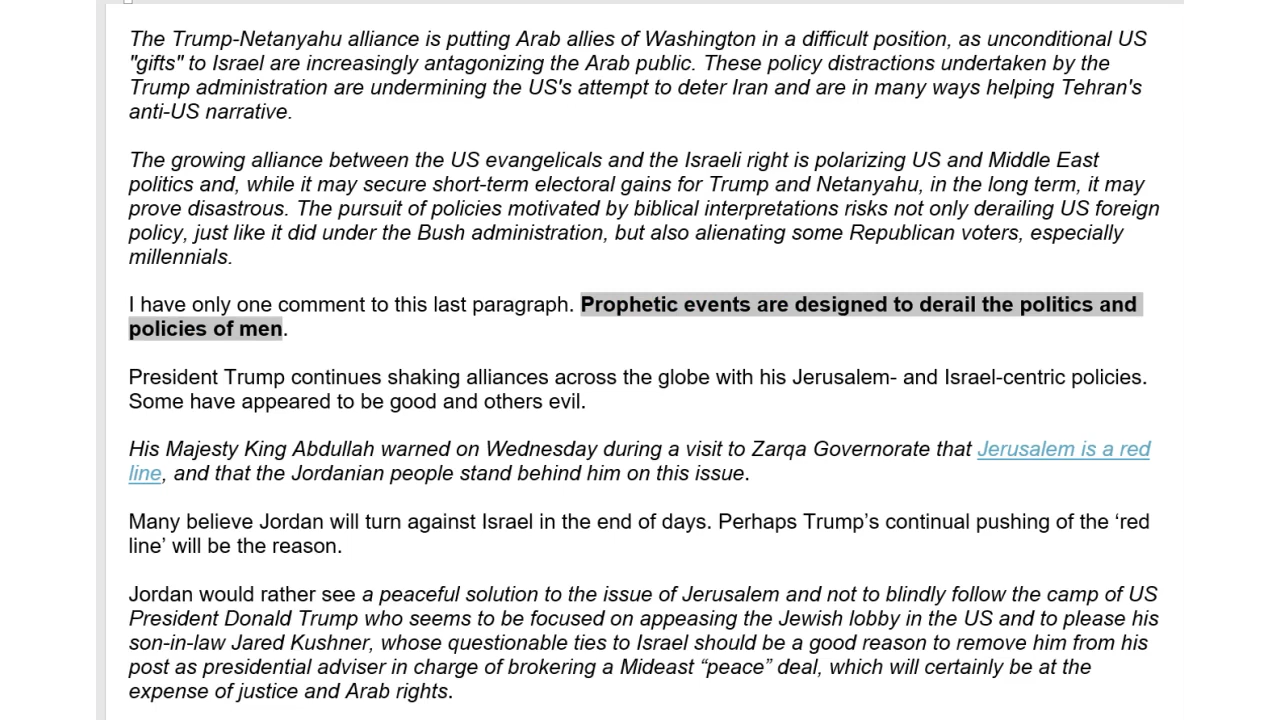 The Trump-Netanyahu alliance is putting Arab allies of Washington in a difficult position, as unconditional US
"gifts" to Israel are increasingly antagonizing the Arab public. These policy distractions undertaken by the
Trump administration are undermining the US's attempt to deter Iran and are in many ways helping Tehran's
anti-US narrative.
The growing alliance between the US evangelicals and the Israeli right is polarizing US and Middle East
politics and, while it may secure short-term electoral gains for Trump and Netanyahu, in the long term, it may
prove disastrous. The pursuit of policies motivated by biblical interpretations risks not only derailing US foreign
policy, just like it did under the Bush administration, but also alienating some Republican voters, especially
millennials.
I have only one comment to this last paragraph. Prophetic events are designed to derail the politics and
policies of men.
President Trump continues shaking alliances across the globe with his Jerusalem- and Israel-centric policies.
Some have appeared to be good and others evil.
His Majesty King Abdullah warned on Wednesday during a visit to Zarqa Governorate that Jerusalem is a red
line, and that the Jordanian people stand behind him on this issue.
Many believe Jordan will turn against Israel in the end of days. Perhaps Trump’s continual pushing of the ‘red
line’ will be the reason.
Jordan would rather see a peaceful solution to the issue of Jerusalem and not to blindly follow the camp of US
President Donald Trump who seems to be focused on appeasing the Jewish lobby in the US and to please his
son-in-law Jared Kushner, whose questionable ties to Israel should be a good reason to remove him from his
post as presidential adviser in charge of brokering a Mideast “peace” deal, which will certainly be at the
expense of justice and Arab rights.